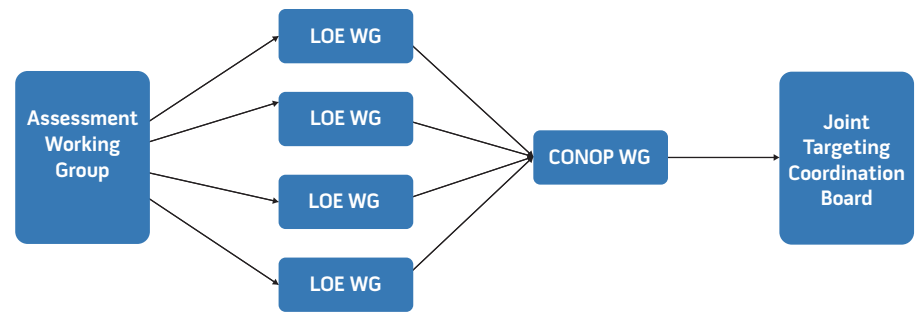 Assessment
Working
Group
LOE WG
LOE WG
LOE WG
LOE WG
CONOP WG
Joint
Targeting
Coordination
Board